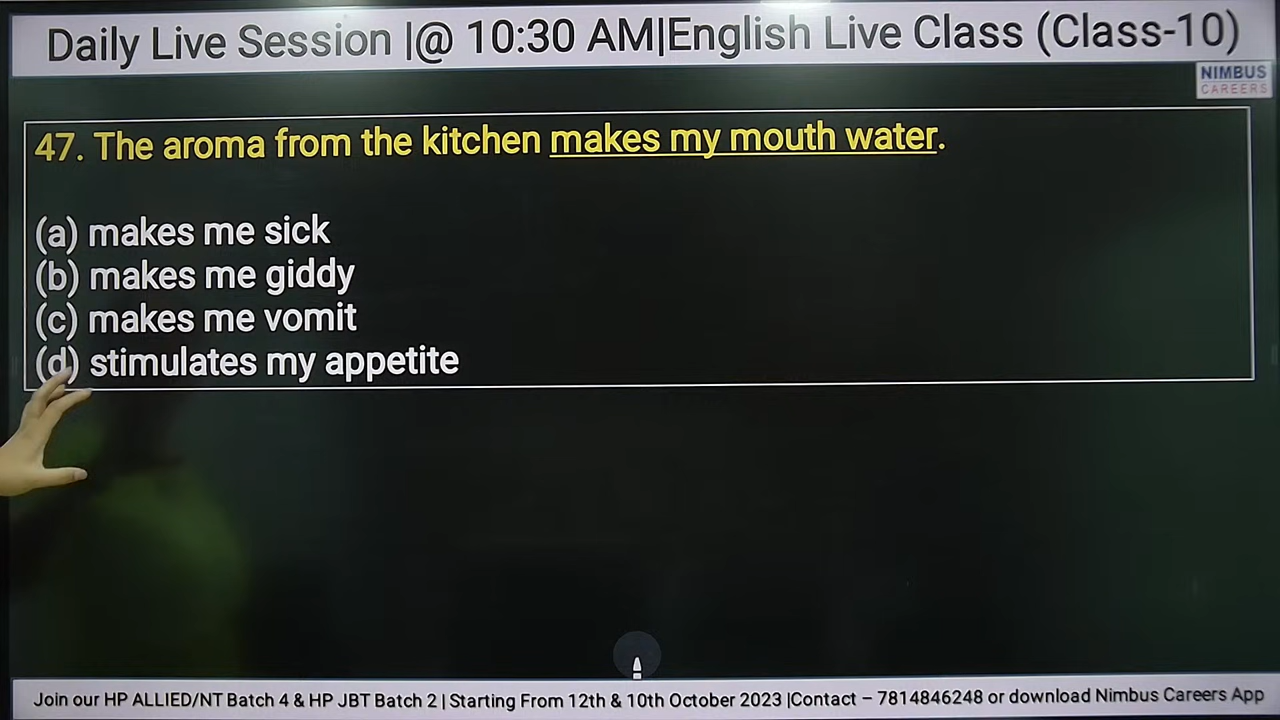 Daily Live Session |@ 10:30 AM|English Live Class (Class-10)
NIMBUS
CAREERS
47. The aroma from the kitchen makes my mouth water.
(a) makes me sick
(b) makes me giddy
(c) makes me vomit
(d) stimulates my appetite
Join our HP ALLIED/NT Batch 4 & HP JBT Batch 2 | Starting From 12th & 10th October 2023 |Contact – 7814846248 or download Nimbus Careers App